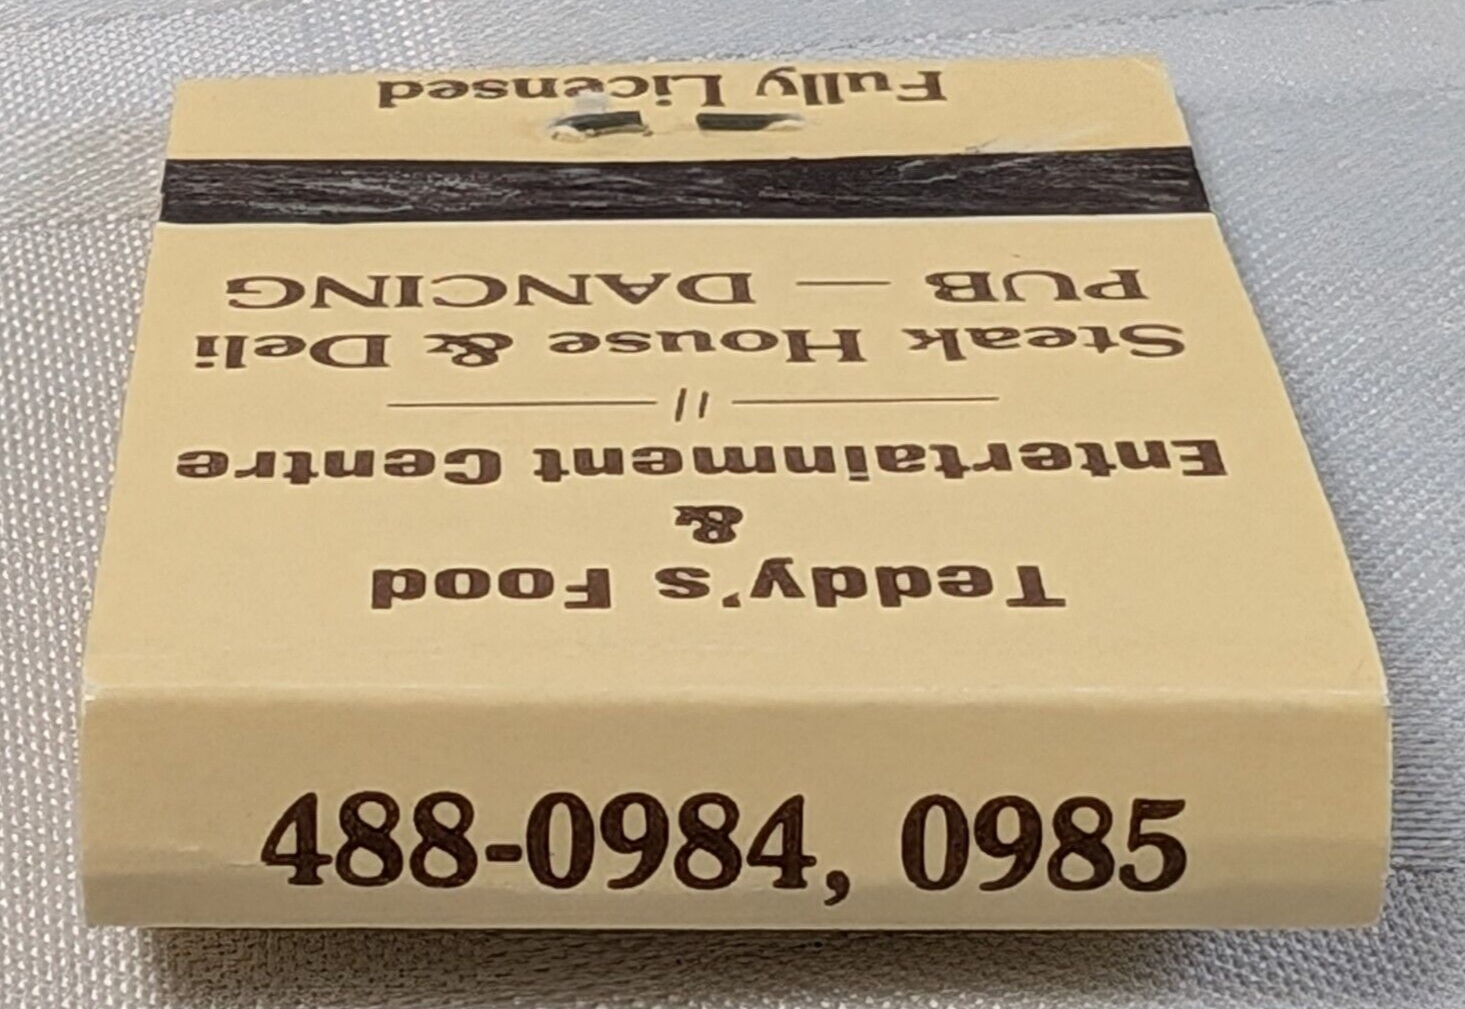 Teddy's Food
&
Entertainment Centre
Steak House & Deli
PUB — DANCING
Fully Licensed
488-0984, 0985